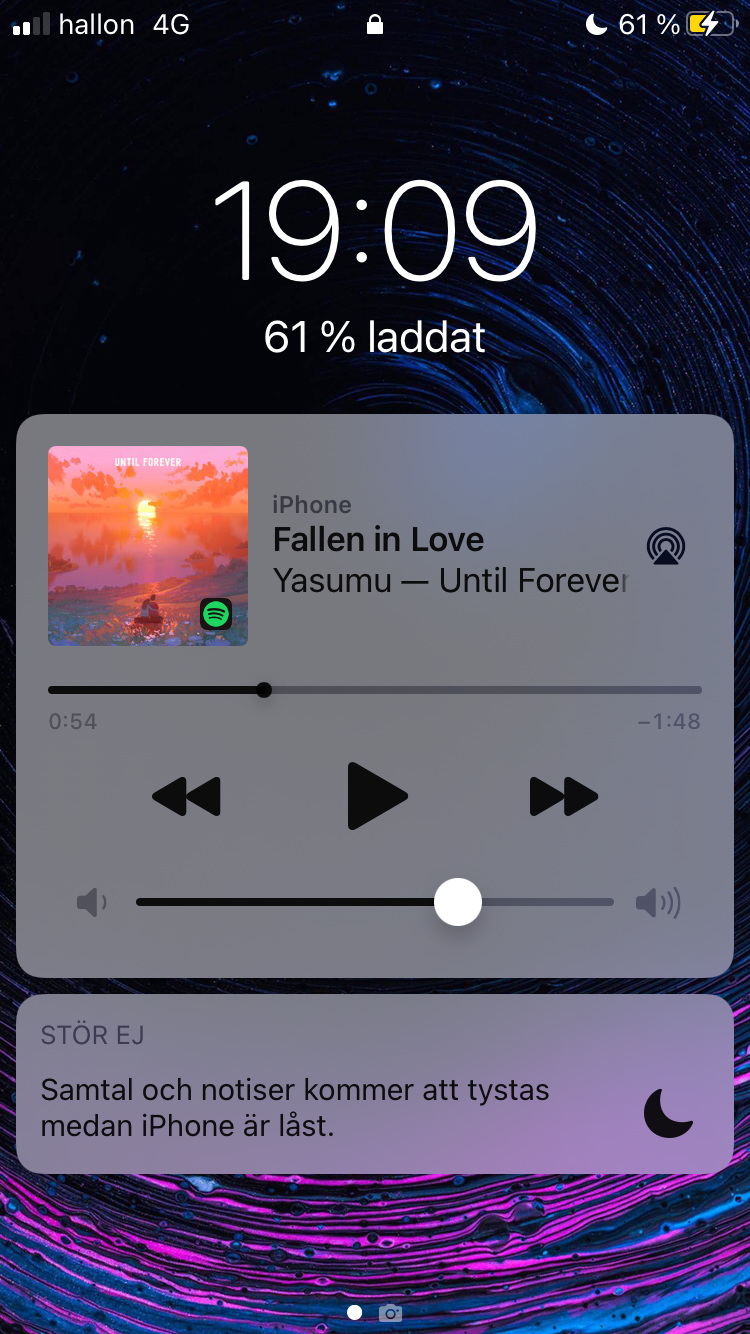 hallon 4G 61 %
19:09
61 % laddat
UNTIL FOREVER
iPhone
Fallen in Love
Yasumu — Until Forever
0:54 −1:48
STÖR EJ
Samtal och notiser kommer att tystas
medan iPhone är låst.